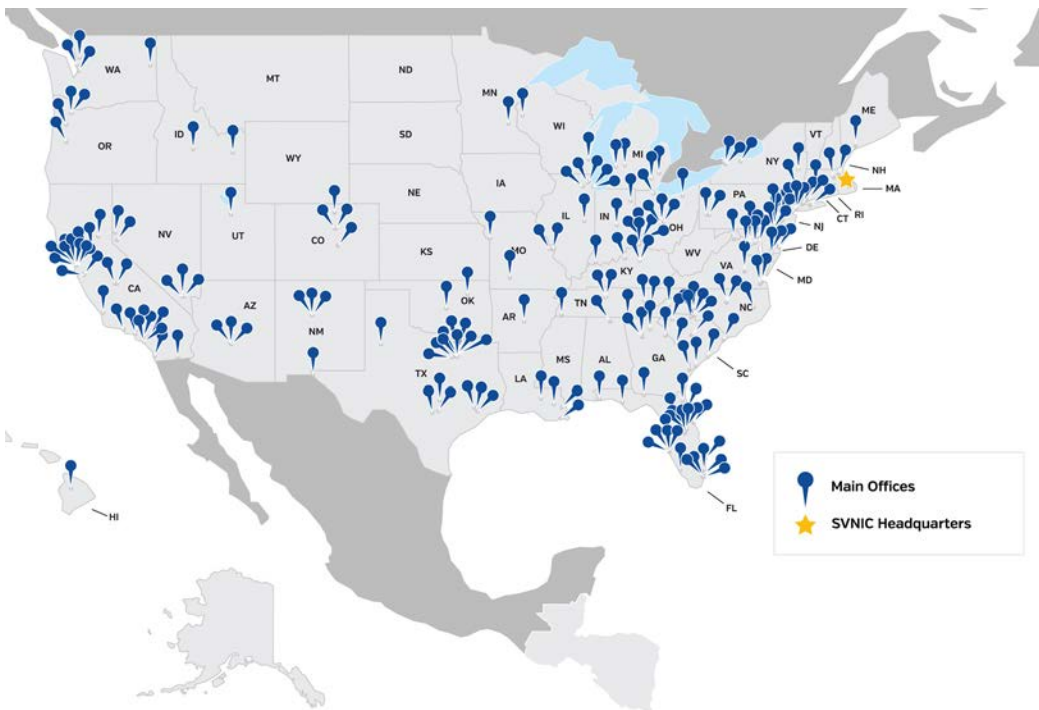 WA
MT
ND
MN
ME
VT
ID
OR
SD
WI
MI
NY
NH
MA
WY
IA
PA
RI
CT
NE
NV
UT
CO
IL
IN
OH
NJ
DE
KS
MO
WV
VA
MD
CA
KY
AZ
NM
OK
AR
TN
NC
TX
LA
MS
AL
GA
SC
FL
HI
Main Offices
SVNIC Headquarters